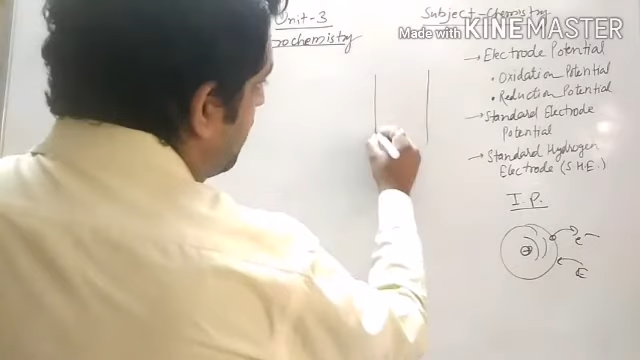 Unit-3
Subject-Chemistry
rochemistry
Made with KINEMASTER
→ Electrode Potential
• Oxidation Potential
• Reduction Potential
→ Standard Electrode
Potential
→ Standard Hydrogen
Electrode (S.H.E.)
I.P.
e⁻